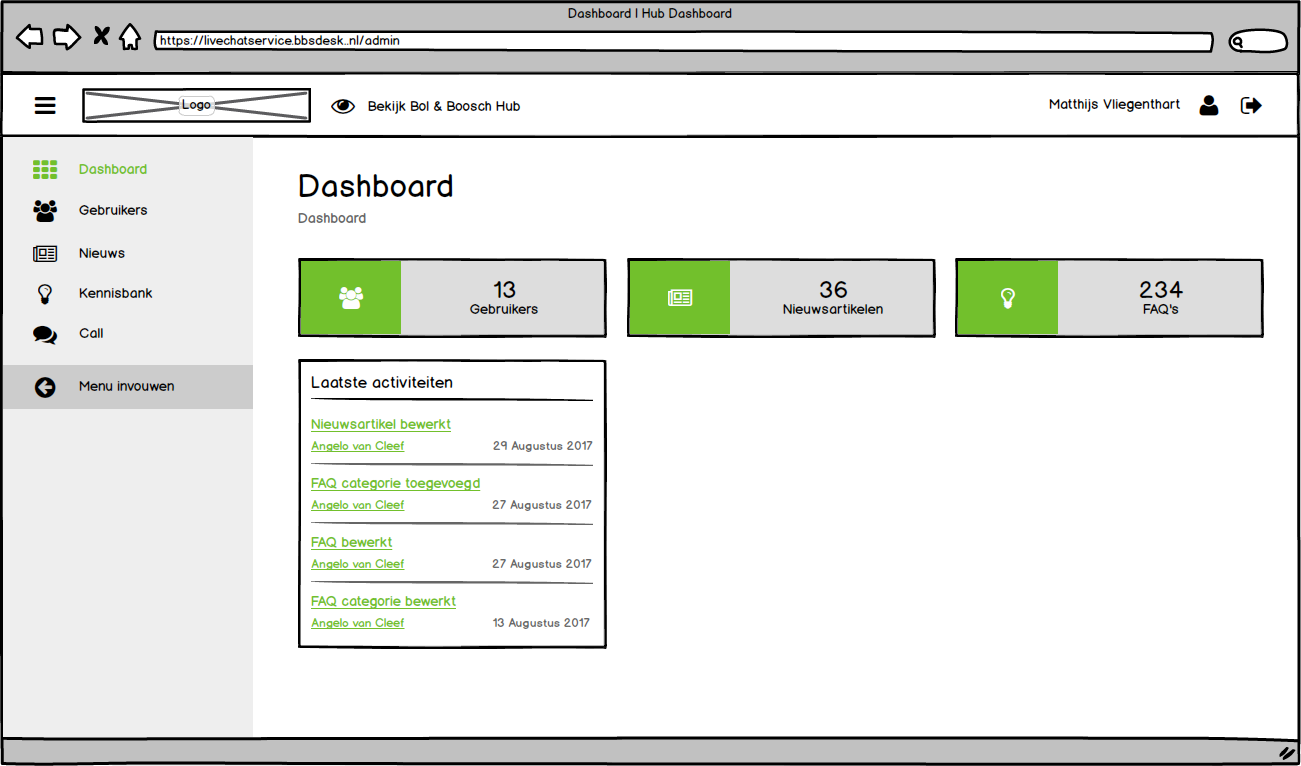 Dashboard | Hub Dashboard
https://livechatservice.bbsdesk..nl/admin
Logo
Bekijk Bol & Boosch Hub
Matthijs Vliegenthart
Dashboard
Gebruikers
Nieuws
Kennisbank
Call
Menu invouwen
Dashboard
Dashboard
13
Gebruikers
36
Nieuwsartikelen
234
FAQ's
Laatste activiteiten
Nieuwsartikel bewerkt
Angelo van Cleef 29 Augustus 2017
FAQ categorie toegevoegd
Angelo van Cleef 27 Augustus 2017
FAQ bewerkt
Angelo van Cleef 27 Augustus 2017
FAQ categorie bewerkt
Angelo van Cleef 13 Augustus 2017